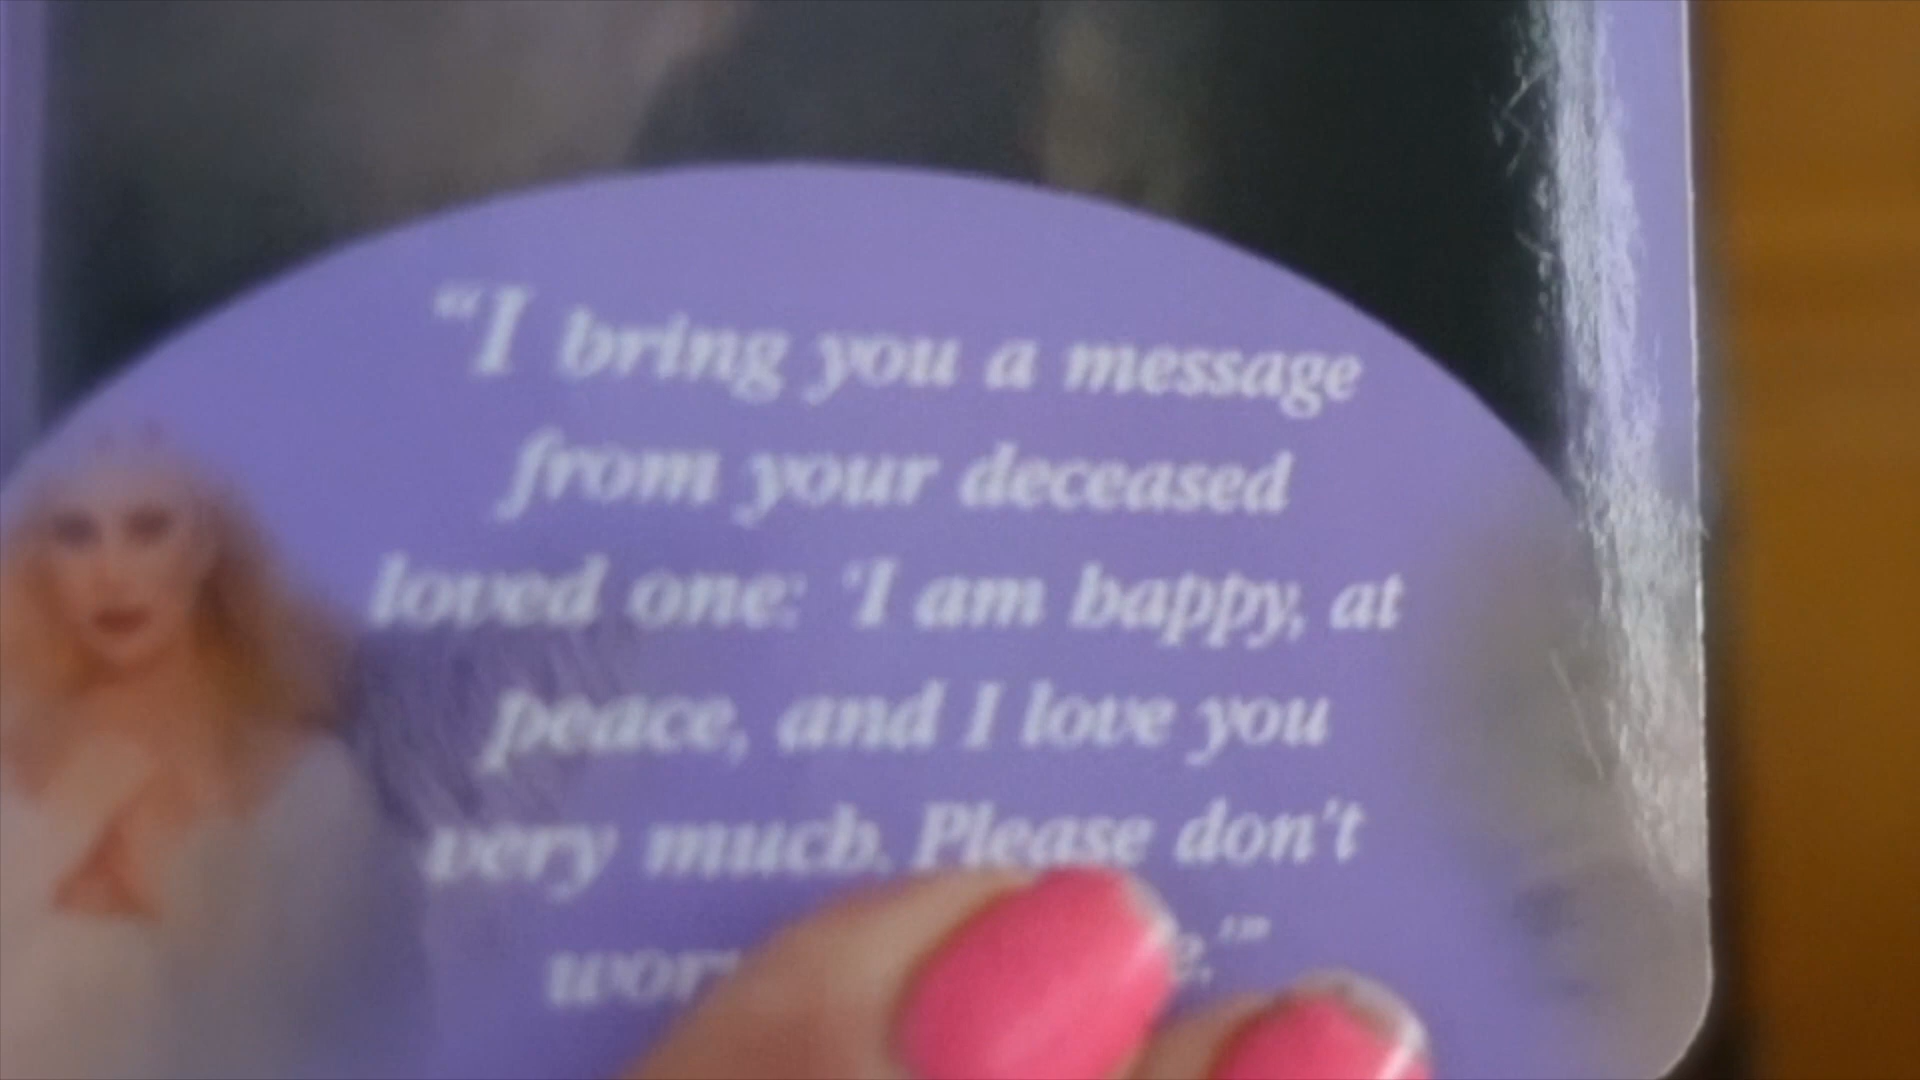 “I bring you a message
from your deceased
loved one: ‘I am happy, at
peace, and I love you
very much. Please don't